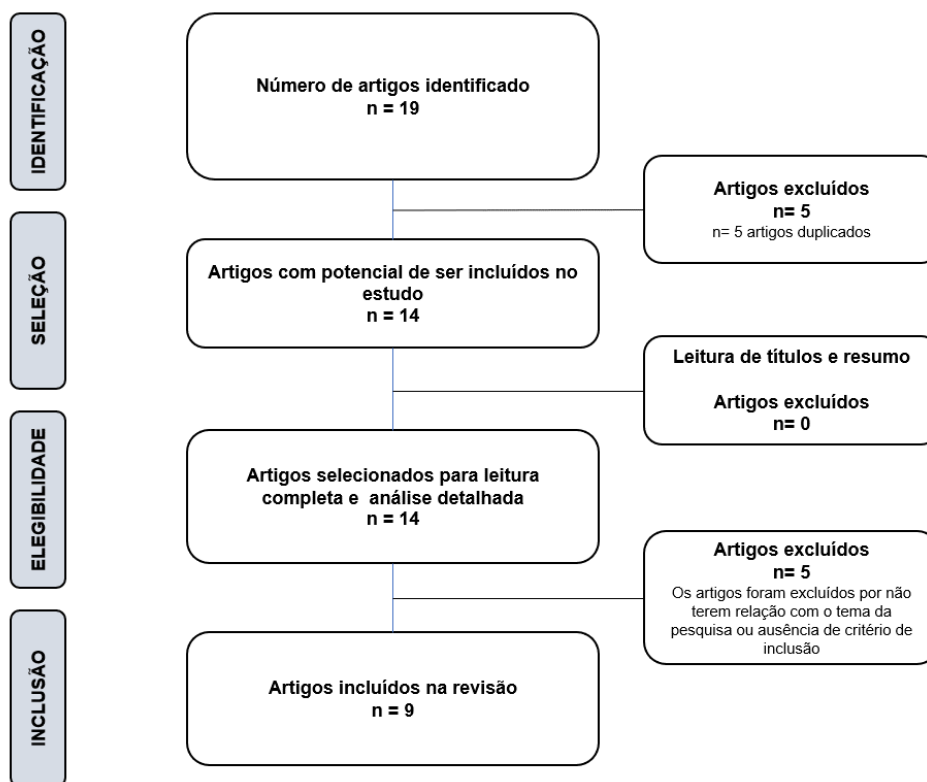 IDENTIFICAÇÃO
Número de artigos identificado
n = 19
Artigos excluídos
n= 5
n= 5 artigos duplicados
SELEÇÃO
Artigos com potencial de ser incluídos no
estudo
n = 14
Leitura de títulos e resumo
Artigos excluídos
n= 0
ELEGIBILIDADE
Artigos selecionados para leitura
completa e  análise detalhada
n = 14
Artigos excluídos
n= 5
Os artigos foram excluídos por não
terem relação com o tema da
pesquisa ou ausência de critério de
inclusão
INCLUSÃO
Artigos incluídos na revisão
n = 9